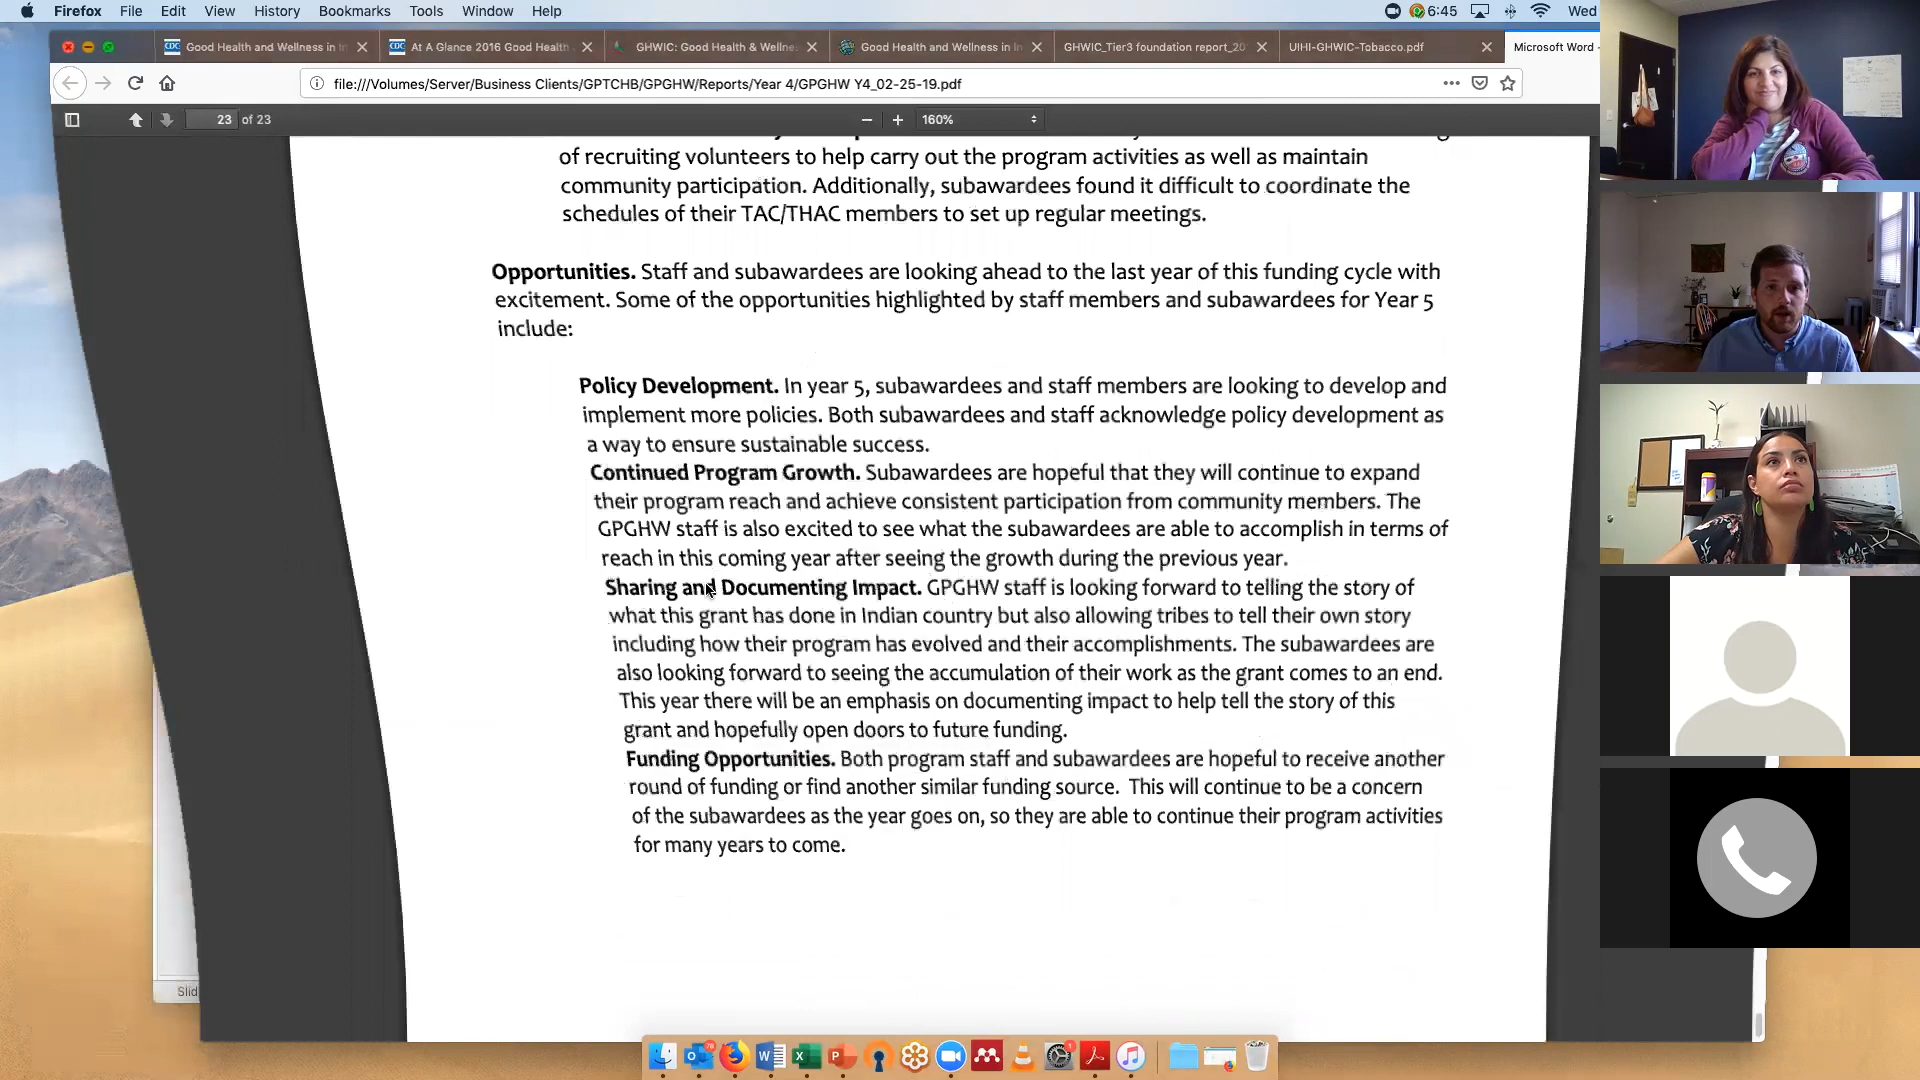 Firefox File Edit View History Bookmarks Tools Window Help 6:45 Wed
Good Health and Wellness in
At A Glance 2016 Good Health
GHWIC: Good Health & Wellne
Good Health and Wellness in
GHWIC_Tier3 foundation report_20
UIHI-GHWIC-Tobacco.pdf
Microsoft Word -
file:///Volumes/Server/Business Clients/GPTCHB/GPGHW/Reports/Year 4/GPGHW Y4_02-25-19.pdf
23 of 23
160%
of recruiting volunteers to help carry out the program activities as well as maintain
community participation. Additionally, subawardees found it difficult to coordinate the
schedules of their TAC/THAC members to set up regular meetings.
Opportunities. Staff and subawardees are looking ahead to the last year of this funding cycle with
excitement. Some of the opportunities highlighted by staff members and subawardees for Year 5
include:
Policy Development. In year 5, subawardees and staff members are looking to develop and
implement more policies. Both subawardees and staff acknowledge policy development as
a way to ensure sustainable success.
Continued Program Growth. Subawardees are hopeful that they will continue to expand
their program reach and achieve consistent participation from community members. The
GPGHW staff is also excited to see what the subawardees are able to accomplish in terms of
reach in this coming year after seeing the growth during the previous year.
Sharing and Documenting Impact. GPGHW staff is looking forward to telling the story of
what this grant has done in Indian country but also allowing tribes to tell their own story
including how their program has evolved and their accomplishments. The subawardees are
also looking forward to seeing the accumulation of their work as the grant comes to an end.
This year there will be an emphasis on documenting impact to help tell the story of this
grant and hopefully open doors to future funding.
Funding Opportunities. Both program staff and subawardees are hopeful to receive another
round of funding or find another similar funding source. This will continue to be a concern
of the subawardees as the year goes on, so they are able to continue their program activities
for many years to come.
Slid